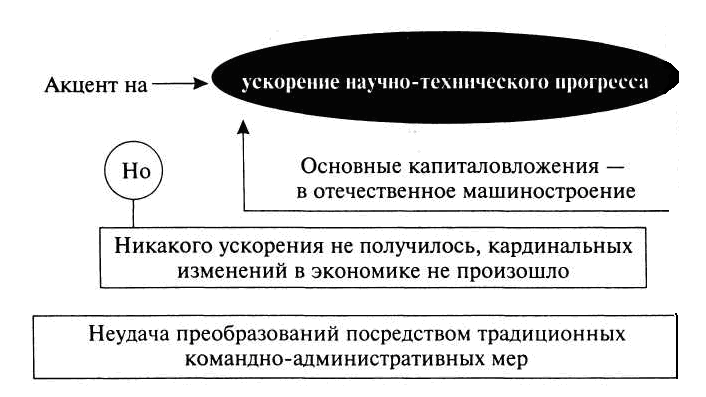 Акцент на
ускорение научно-технического прогресса
Но
Основные капиталовложения —
в отечественное машиностроение
Никакого ускорения не получилось, кардинальных
изменений в экономике не произошло
Неудача преобразований посредством традиционных
командно-административных мер